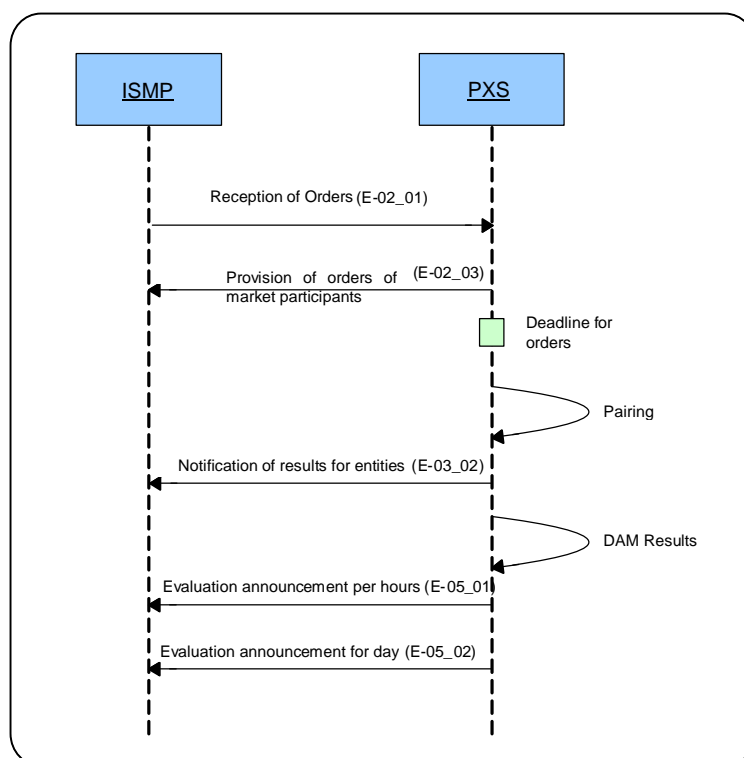 ISMP
PXS
Reception of Orders (E-02_01)
Provision of orders of (E-02_03)
market participants
Deadline for
orders
Pairing
Notification of results for entities (E-03_02)
DAM Results
Evaluation announcement per hours (E-05_01)
Evaluation announcement for day (E-05_02)